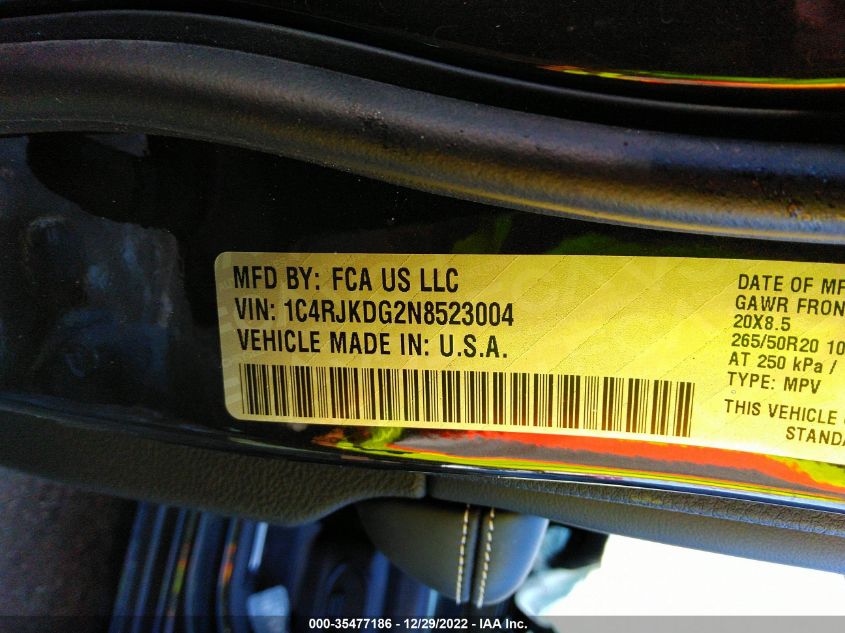 MFD BY: FCA US LLC
VIN: 1C4RJKDG2N8523004
VEHICLE MADE IN: U.S.A.
DATE OF MF
GAWR FRON
20X8.5
265/50R20 10
AT 250 kPa /
TYPE: MPV
THIS VEHICLE
STANDA
000-35477186 - 12/29/2022 - IAA Inc.